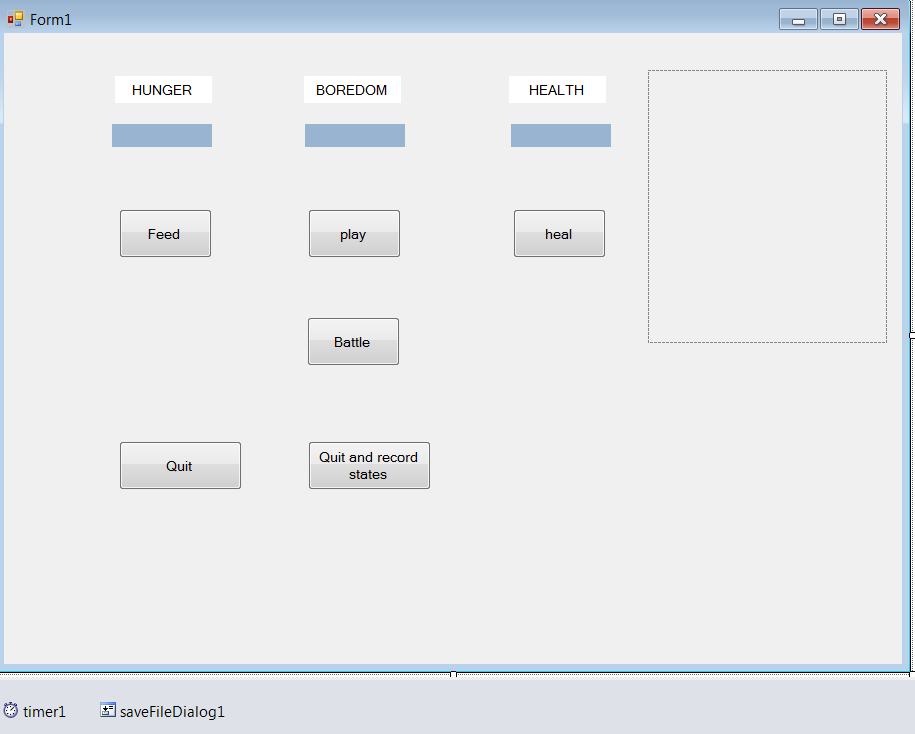 Form1
HUNGER
BOREDOM
HEALTH
Feed
play
heal
Battle
Quit
Quit and record
states
timer1
saveFileDialog1